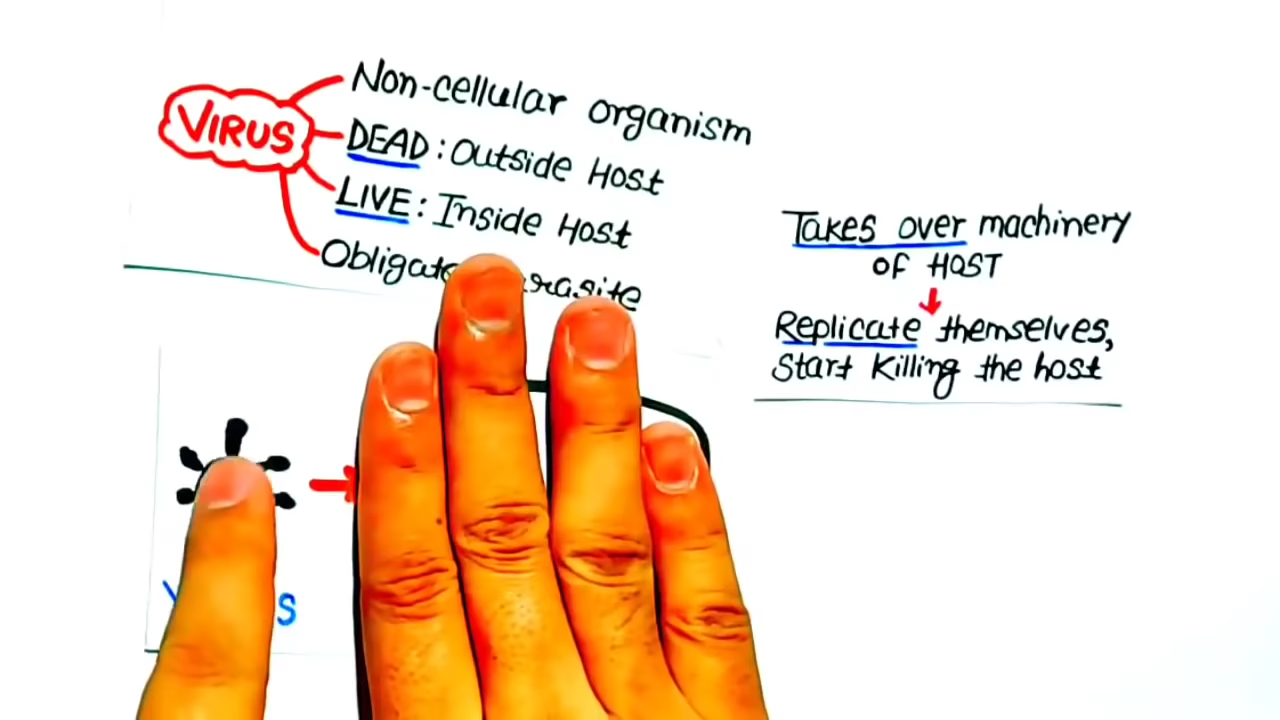 VIRUS
Non-cellular organism
DEAD : Outside Host
LIVE : Inside Host
Takes over machinery
of HOST
Replicate themselves,
Start Killing the host